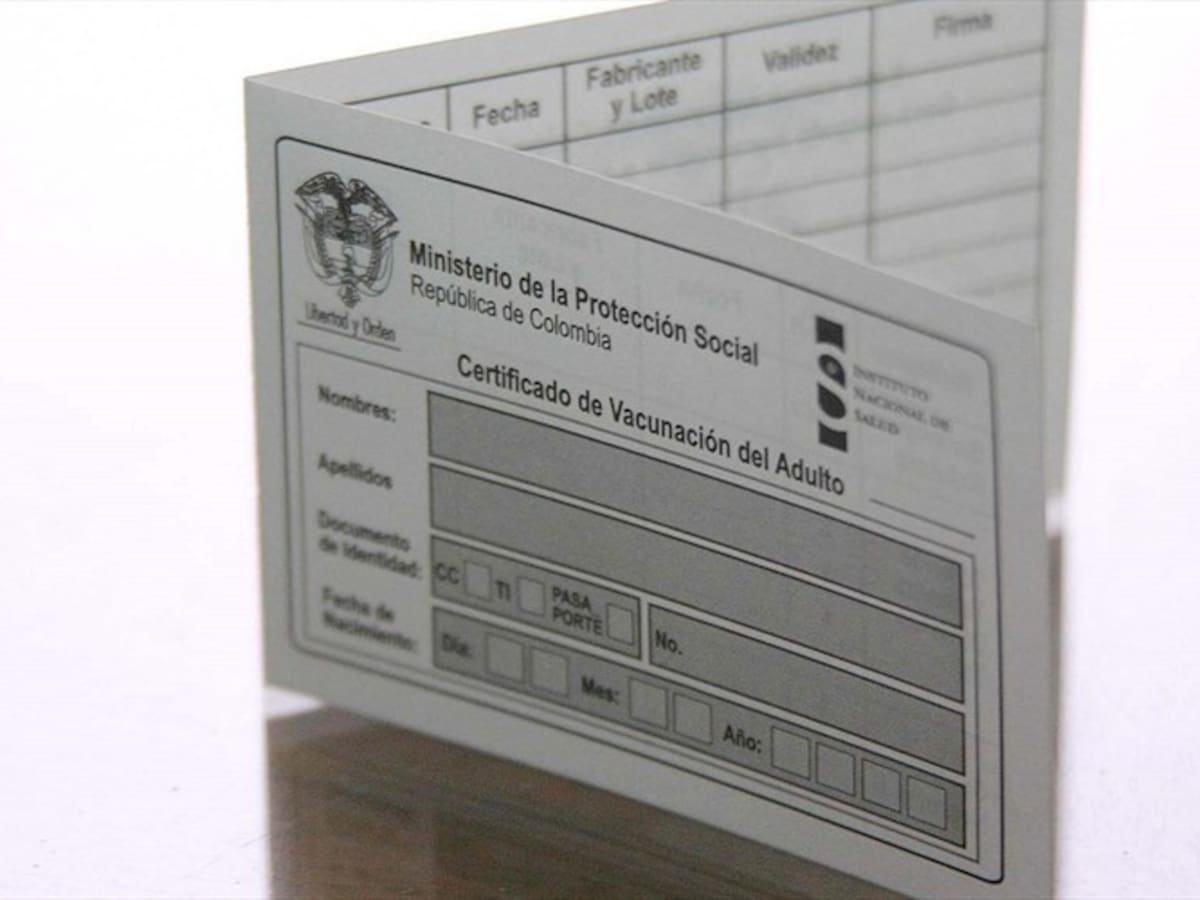 Fecha
Fabricante
y Lote
Validez
Firma
Libertad y Orden
Ministerio de la Protección Social
República de Colombia
INSTITUTO
NACIONAL DE
SALUD
Certificado de Vacunación del Adulto
Nombres:
Apellidos
Documento
de Identidad:
CC
TI
PASA
PORTE
No.
Fecha de
Nacimiento:
Día:
Mes:
Año: